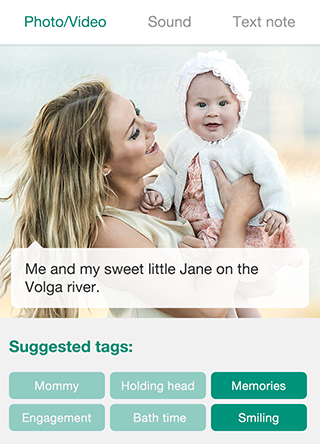 Photo/Video Sound Text note
Me and my sweet little Jane on the
Volga river.
Suggested tags:
Mommy Holding head Memories
Engagement Bath time Smiling